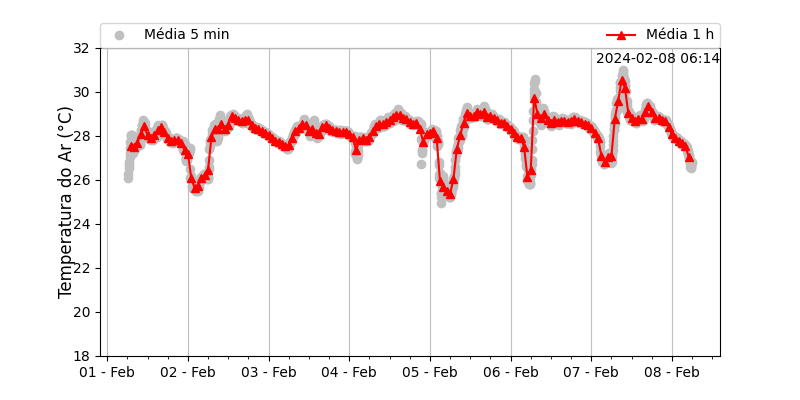 Média 5 min
Média 1 h
2024-02-08 06:14
Temperatura do Ar (°C)
32
30
28
26
24
22
20
18
01 - Feb
02 - Feb
03 - Feb
04 - Feb
05 - Feb
06 - Feb
07 - Feb
08 - Feb